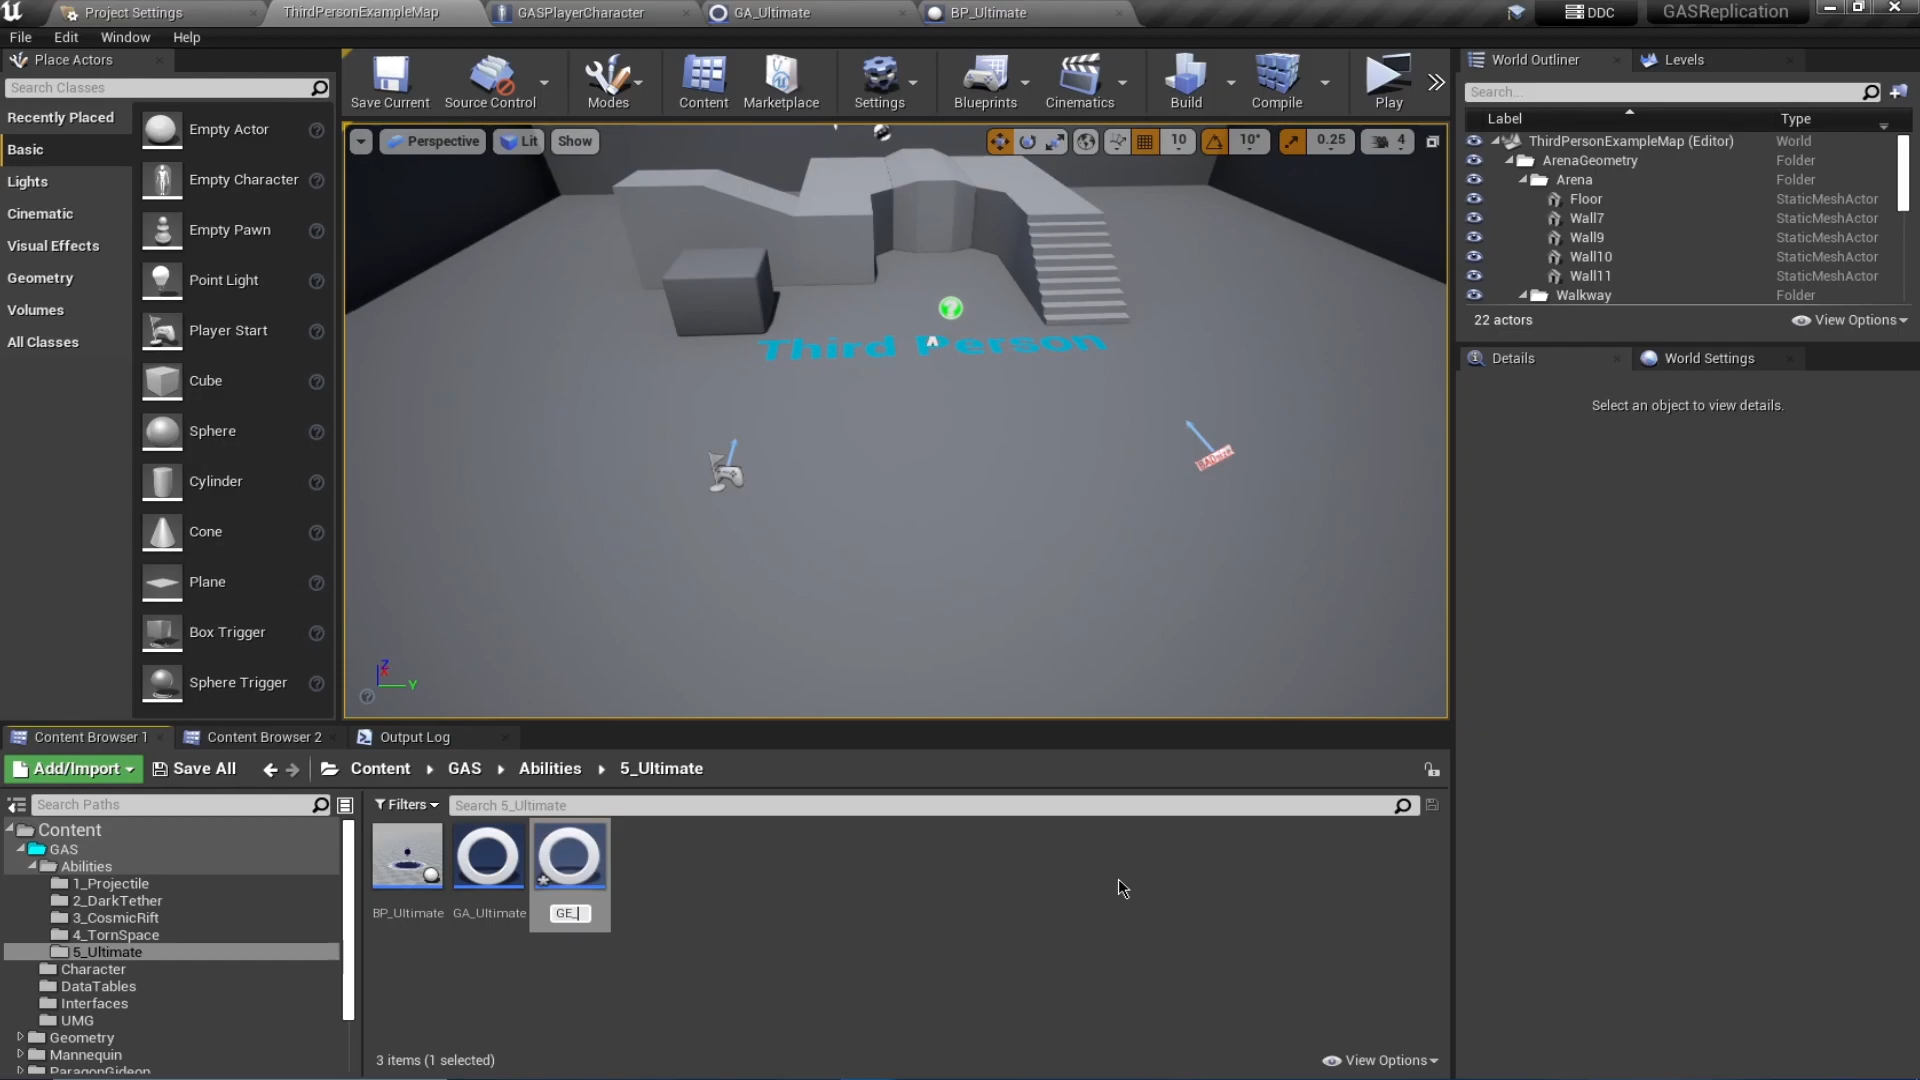 Project Settings
ThirdPersonExampleMap
GASPlayerCharacter
GA_Ultimate
BP_Ultimate
DDC
GASReplication
File
Edit
Window
Help
Place Actors
Search Classes
Recently Placed
Basic
Lights
Cinematic
Visual Effects
Geometry
Volumes
All Classes
Empty Actor
Empty Character
Empty Pawn
Point Light
Player Start
Cube
Sphere
Cylinder
Cone
Plane
Box Trigger
Sphere Trigger
Save Current
Source Control
Modes
Content
Marketplace
Settings
Blueprints
Cinematics
Build
Compile
Play
Perspective
Lit
Show
10
10°
0.25
4
Third Person
Z
X
Y
World Outliner
Levels
Search...
Label
Type
ThirdPersonExampleMap (Editor)
World
ArenaGeometry
Folder
Arena
Folder
Floor
StaticMeshActor
Wall7
StaticMeshActor
Wall9
StaticMeshActor
Wall10
StaticMeshActor
Wall11
StaticMeshActor
Walkway
Folder
22 actors
View Options
Details
World Settings
Select an object to view details.
Content Browser 1
Content Browser 2
Output Log
Add/Import
Save All
Content
GAS
Abilities
5_Ultimate
Search Paths
Filters
Search 5_Ultimate
Content
GAS
Abilities
1_Projectile
2_DarkTether
3_CosmicRift
4_TornSpace
5_Ultimate
Character
DataTables
Interfaces
UMG
Geometry
Mannequin
ParagonGideon
BP_Ultimate
GA_Ultimate
GE_
3 items (1 selected)
View Options